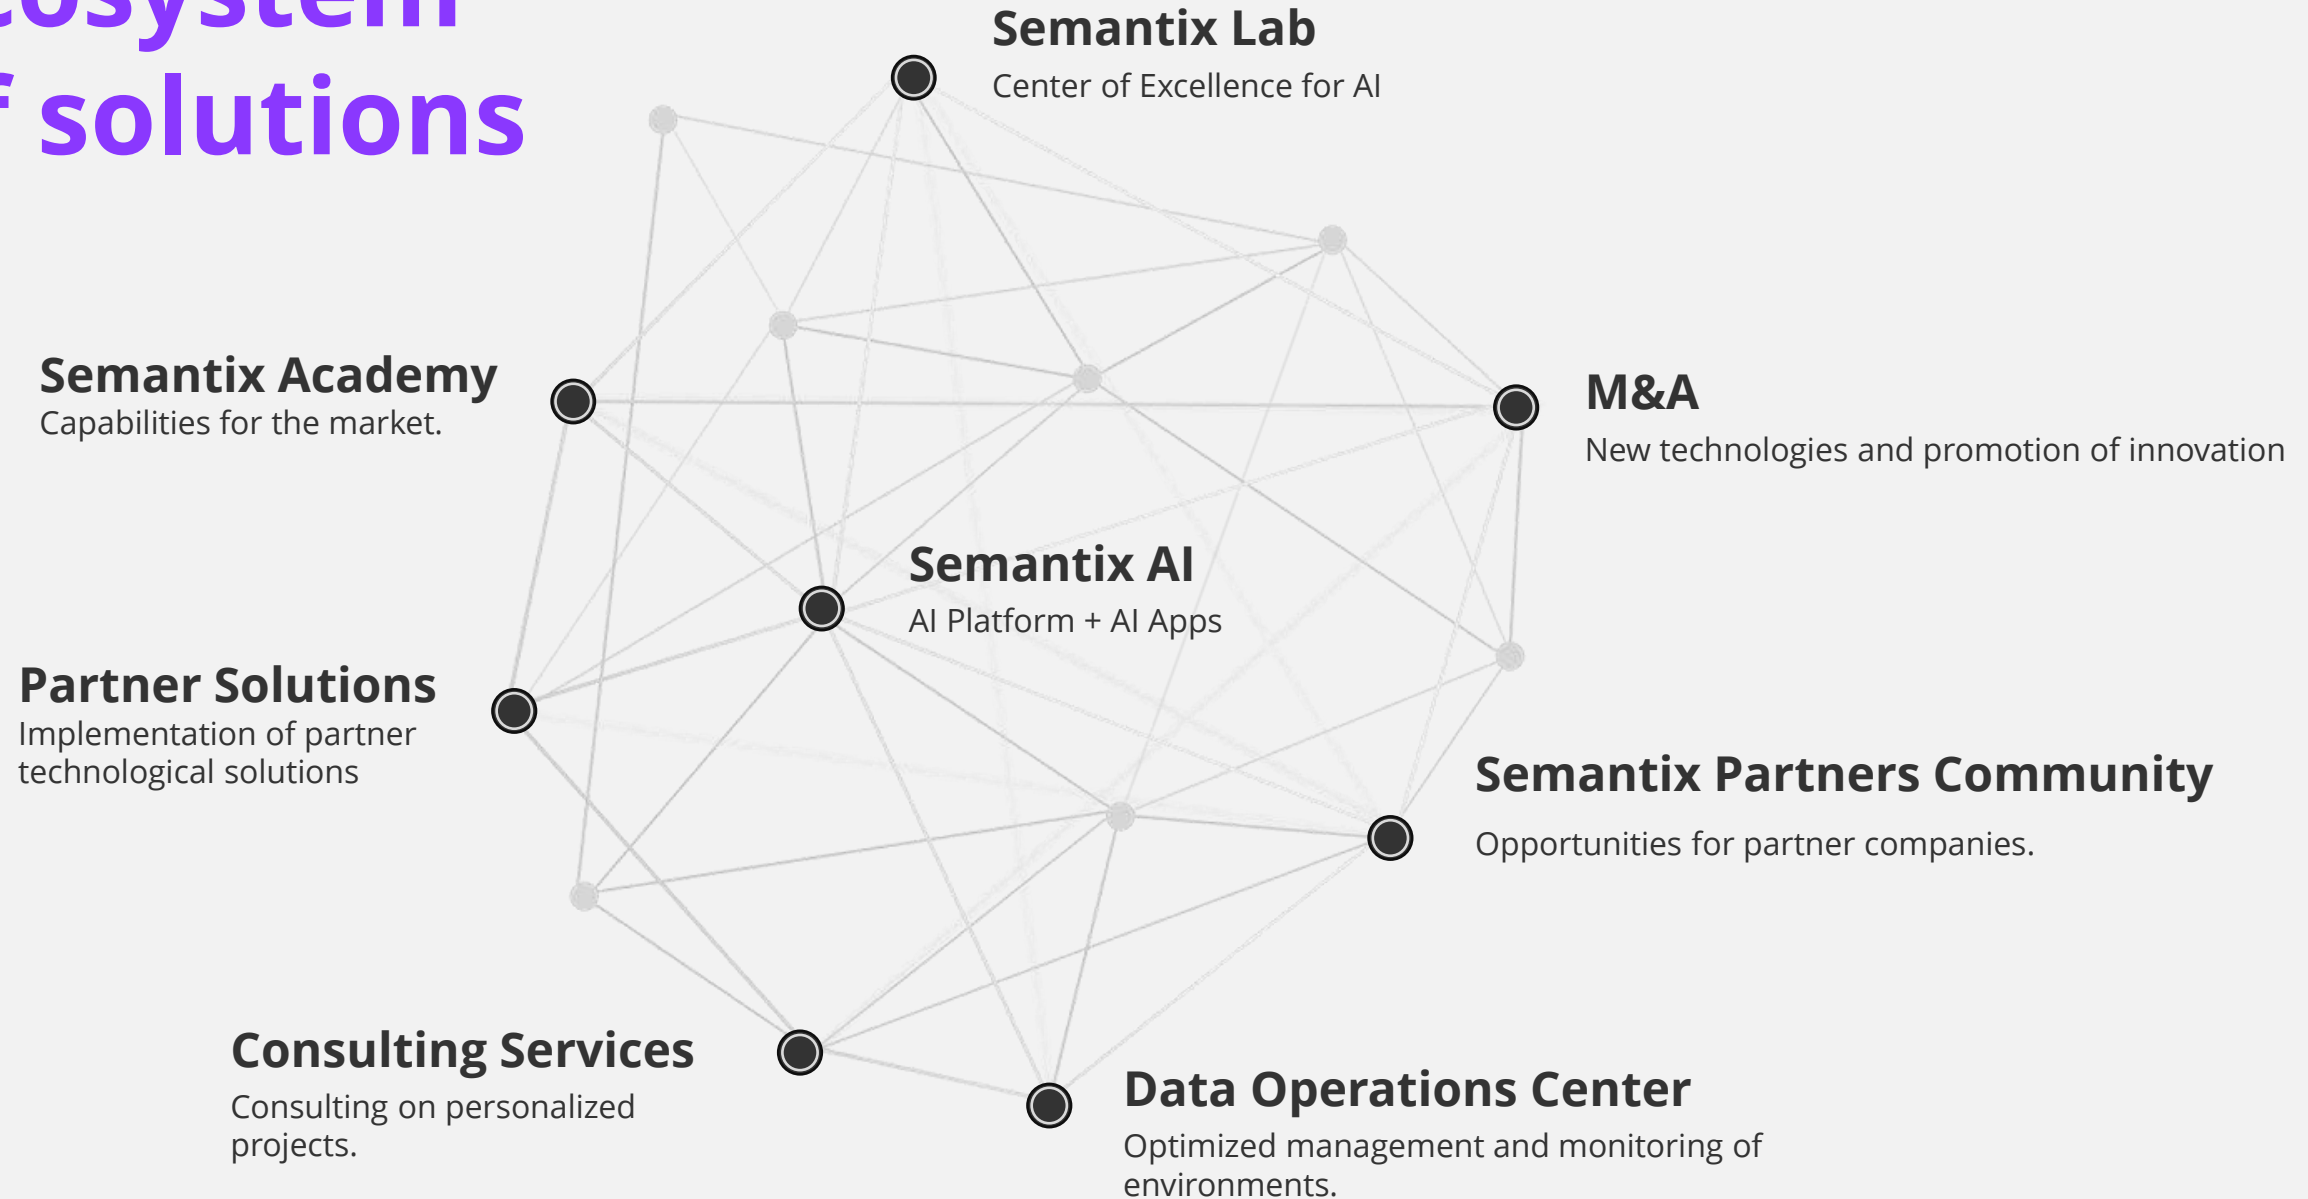 solutions
Semantix Lab
Center of Excellence for AI
Semantix Academy
Capabilities for the market.
M&A
New technologies and promotion of innovation
Semantix AI
AI Platform + AI Apps
Partner Solutions
Implementation of partner
technological solutions
Semantix Partners Community
Opportunities for partner companies.
Consulting Services
Consulting on personalized
projects.
Data Operations Center
Optimized management and monitoring of
environments.